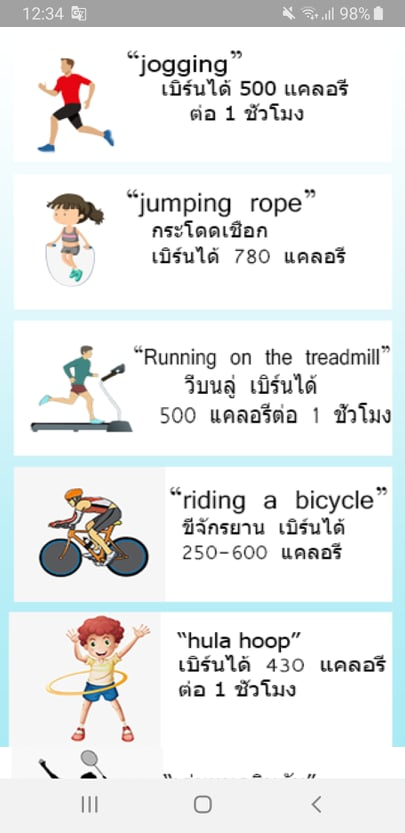 12:34 98%
“jogging”
เบิร์นได้ 500 แคลอรี
ต่อ 1 ชั่วโมง
“jumping rope”
กระโดดเชือก
เบิร์นได้ 780 แคลอรี
“Running on the treadmill”
วิ่บนลู่ เบิร์นได้
500 แคลอรีต่อ 1 ชั่วโมง
“riding a bicycle”
ขี่จักรยาน เบิร์นได้
250-600 แคลอรี
“hula hoop”
เบิร์นได้ 430 แคลอรี
ต่อ 1 ชั่วโมง